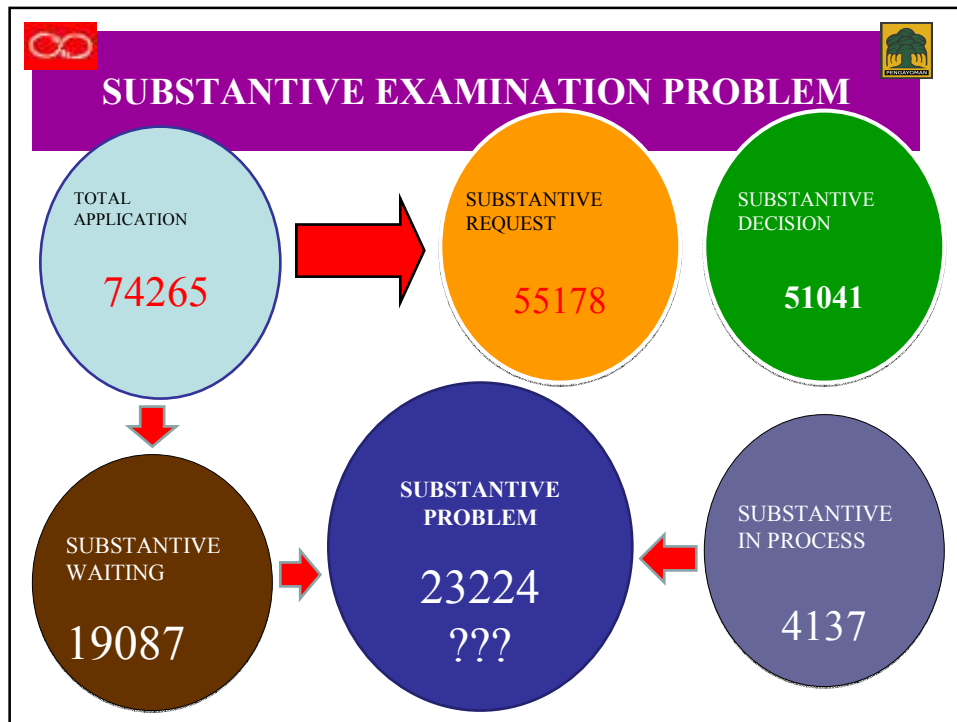 PENGAYOMAN
SUBSTANTIVE EXAMINATION PROBLEM
TOTAL
APPLICATION
74265
SUBSTANTIVE
REQUEST
55178
SUBSTANTIVE
DECISION
51041
SUBSTANTIVE
WAITING
19087
SUBSTANTIVE
PROBLEM
23224
???
SUBSTANTIVE
IN PROCESS
4137